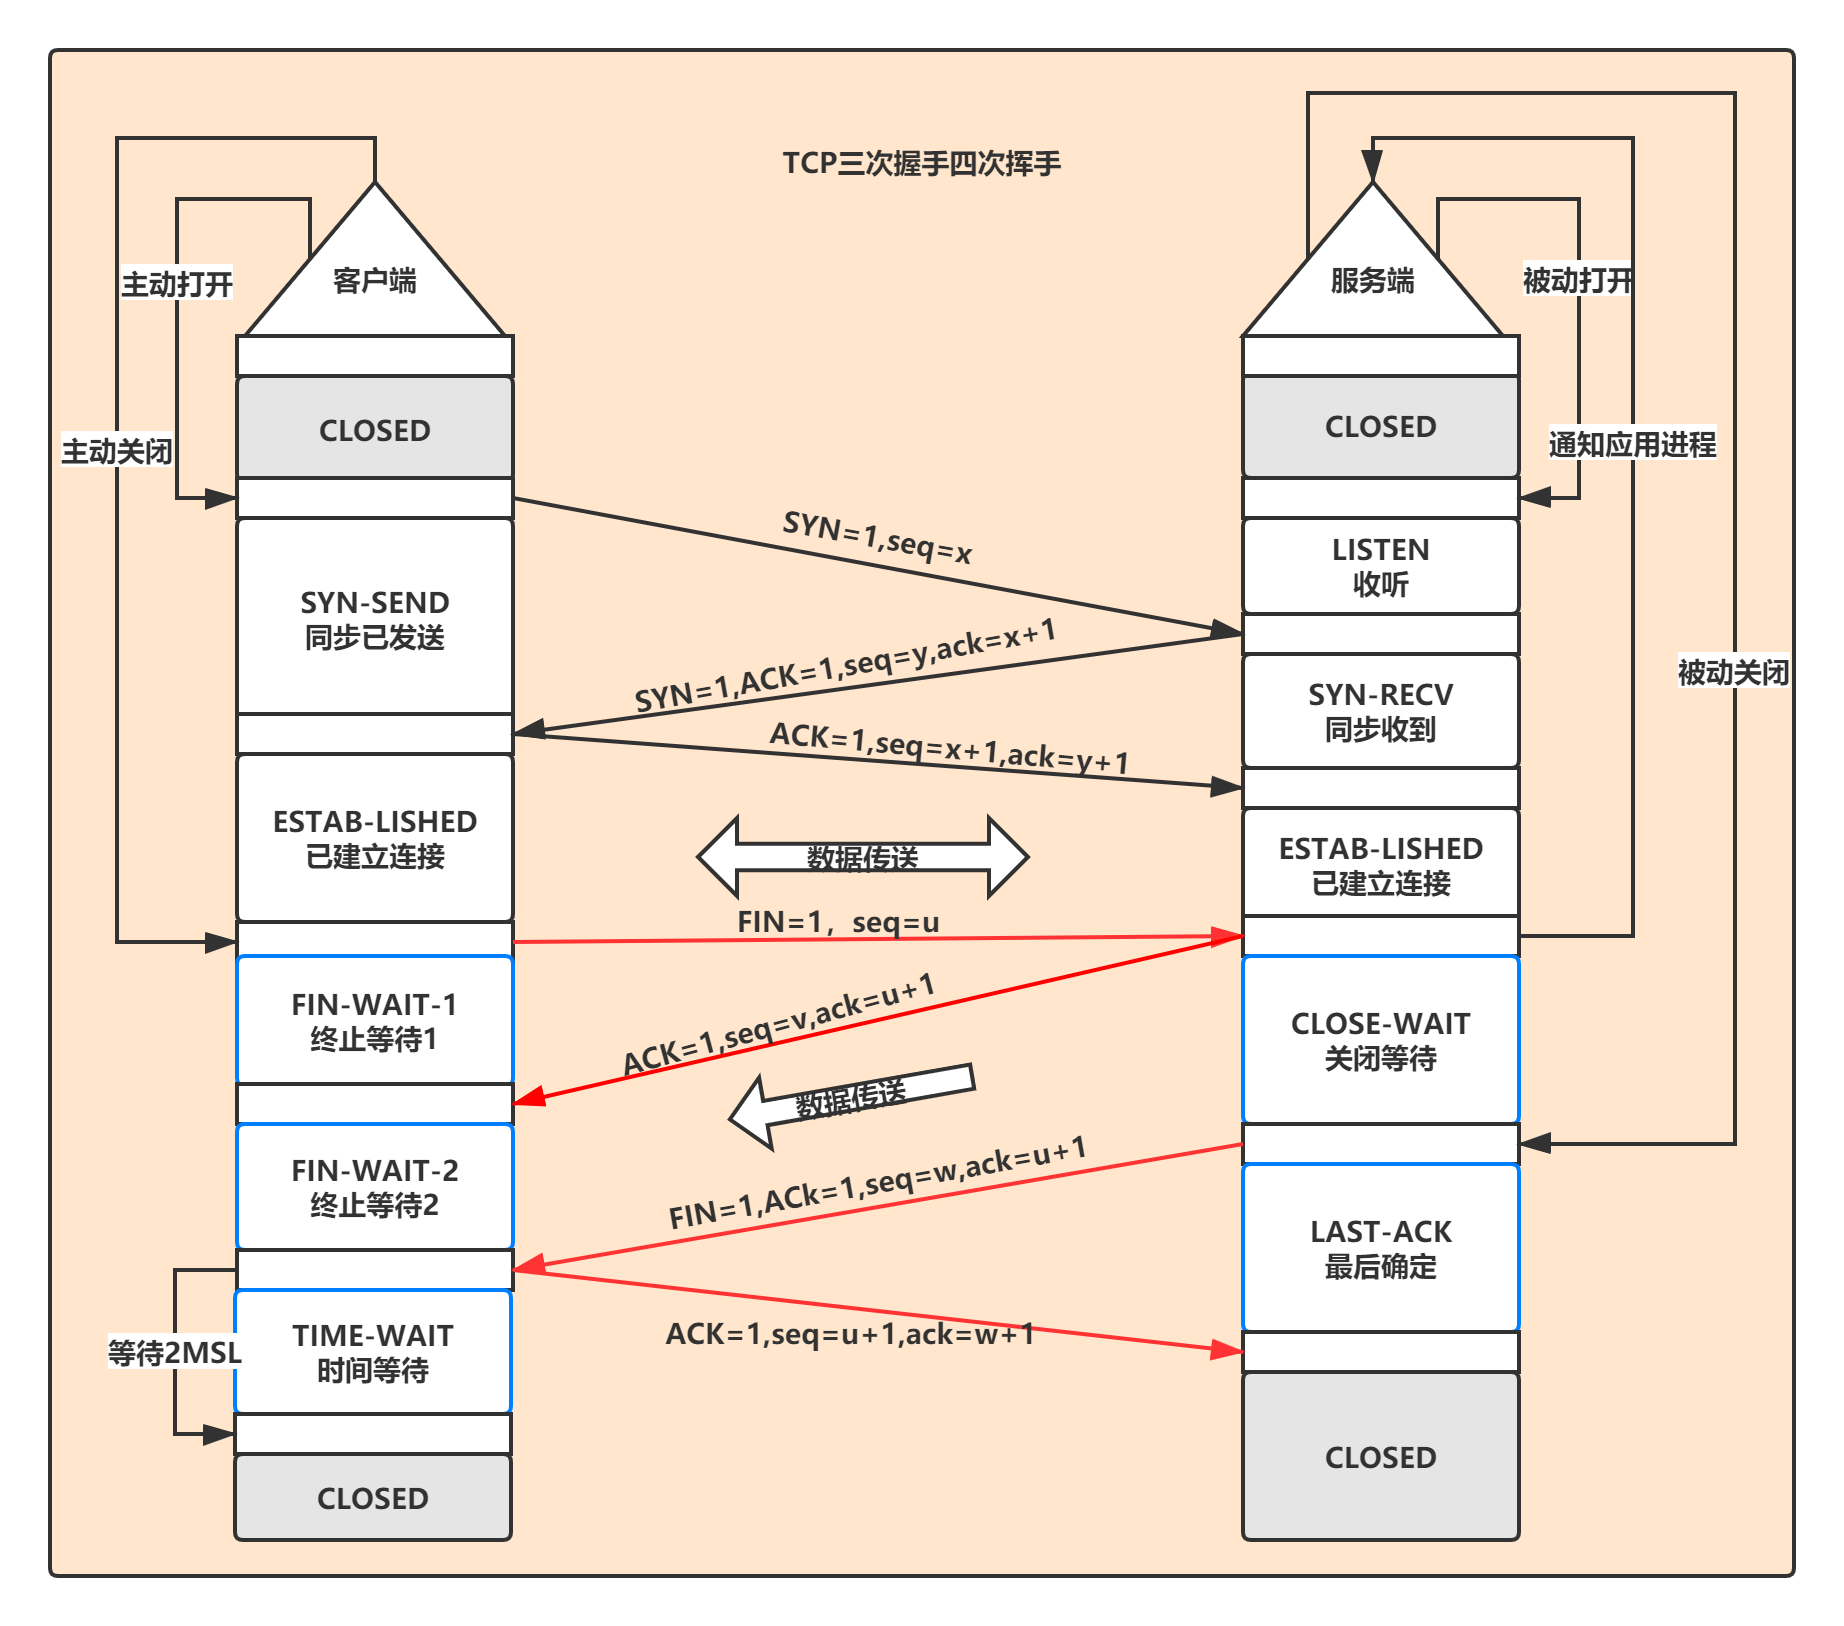 TCP三次握手四次挥手
客户端
服务端
主动打开
被动打开
CLOSED
CLOSED
主动关闭
通知应用进程
SYN=1,seq=x
LISTEN
收听
SYN-SEND
同步已发送
SYN=1,ACK=1,seq=y,ack=x+1
被动关闭
SYN-RECV
同步收到
ACK=1,seq=x+1,ack=y+1
ESTAB-LISHED
已建立连接
数据传送
ESTAB-LISHED
已建立连接
FIN=1，seq=u
FIN-WAIT-1
终止等待1
ACK=1,seq=v,ack=u+1
CLOSE-WAIT
关闭等待
数据传送
FIN-WAIT-2
终止等待2
FIN=1,ACk=1,seq=w,ack=u+1
LAST-ACK
最后确定
等待2MSL
TIME-WAIT
时间等待
ACK=1,seq=u+1,ack=w+1
CLOSED
CLOSED